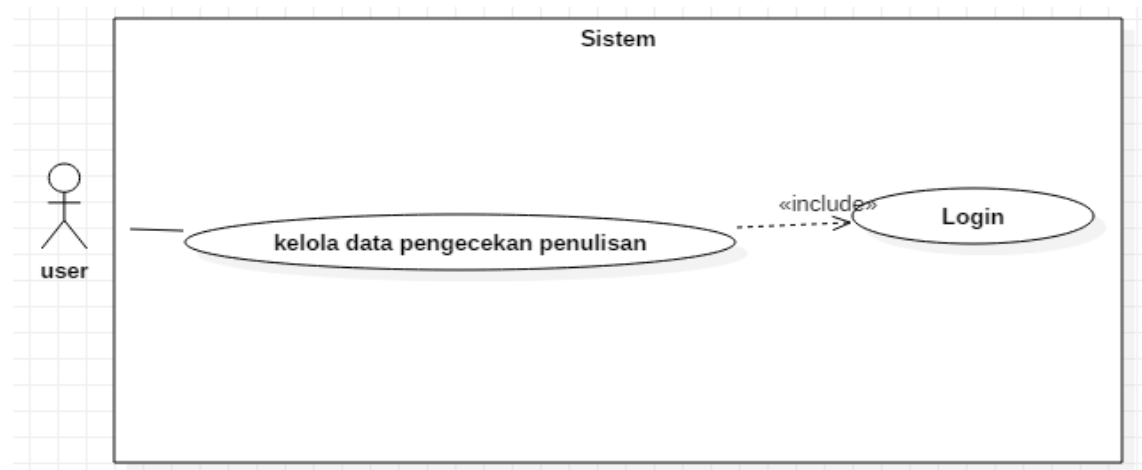 Sistem
user
kelola data pengecekan penulisan
«include»
Login